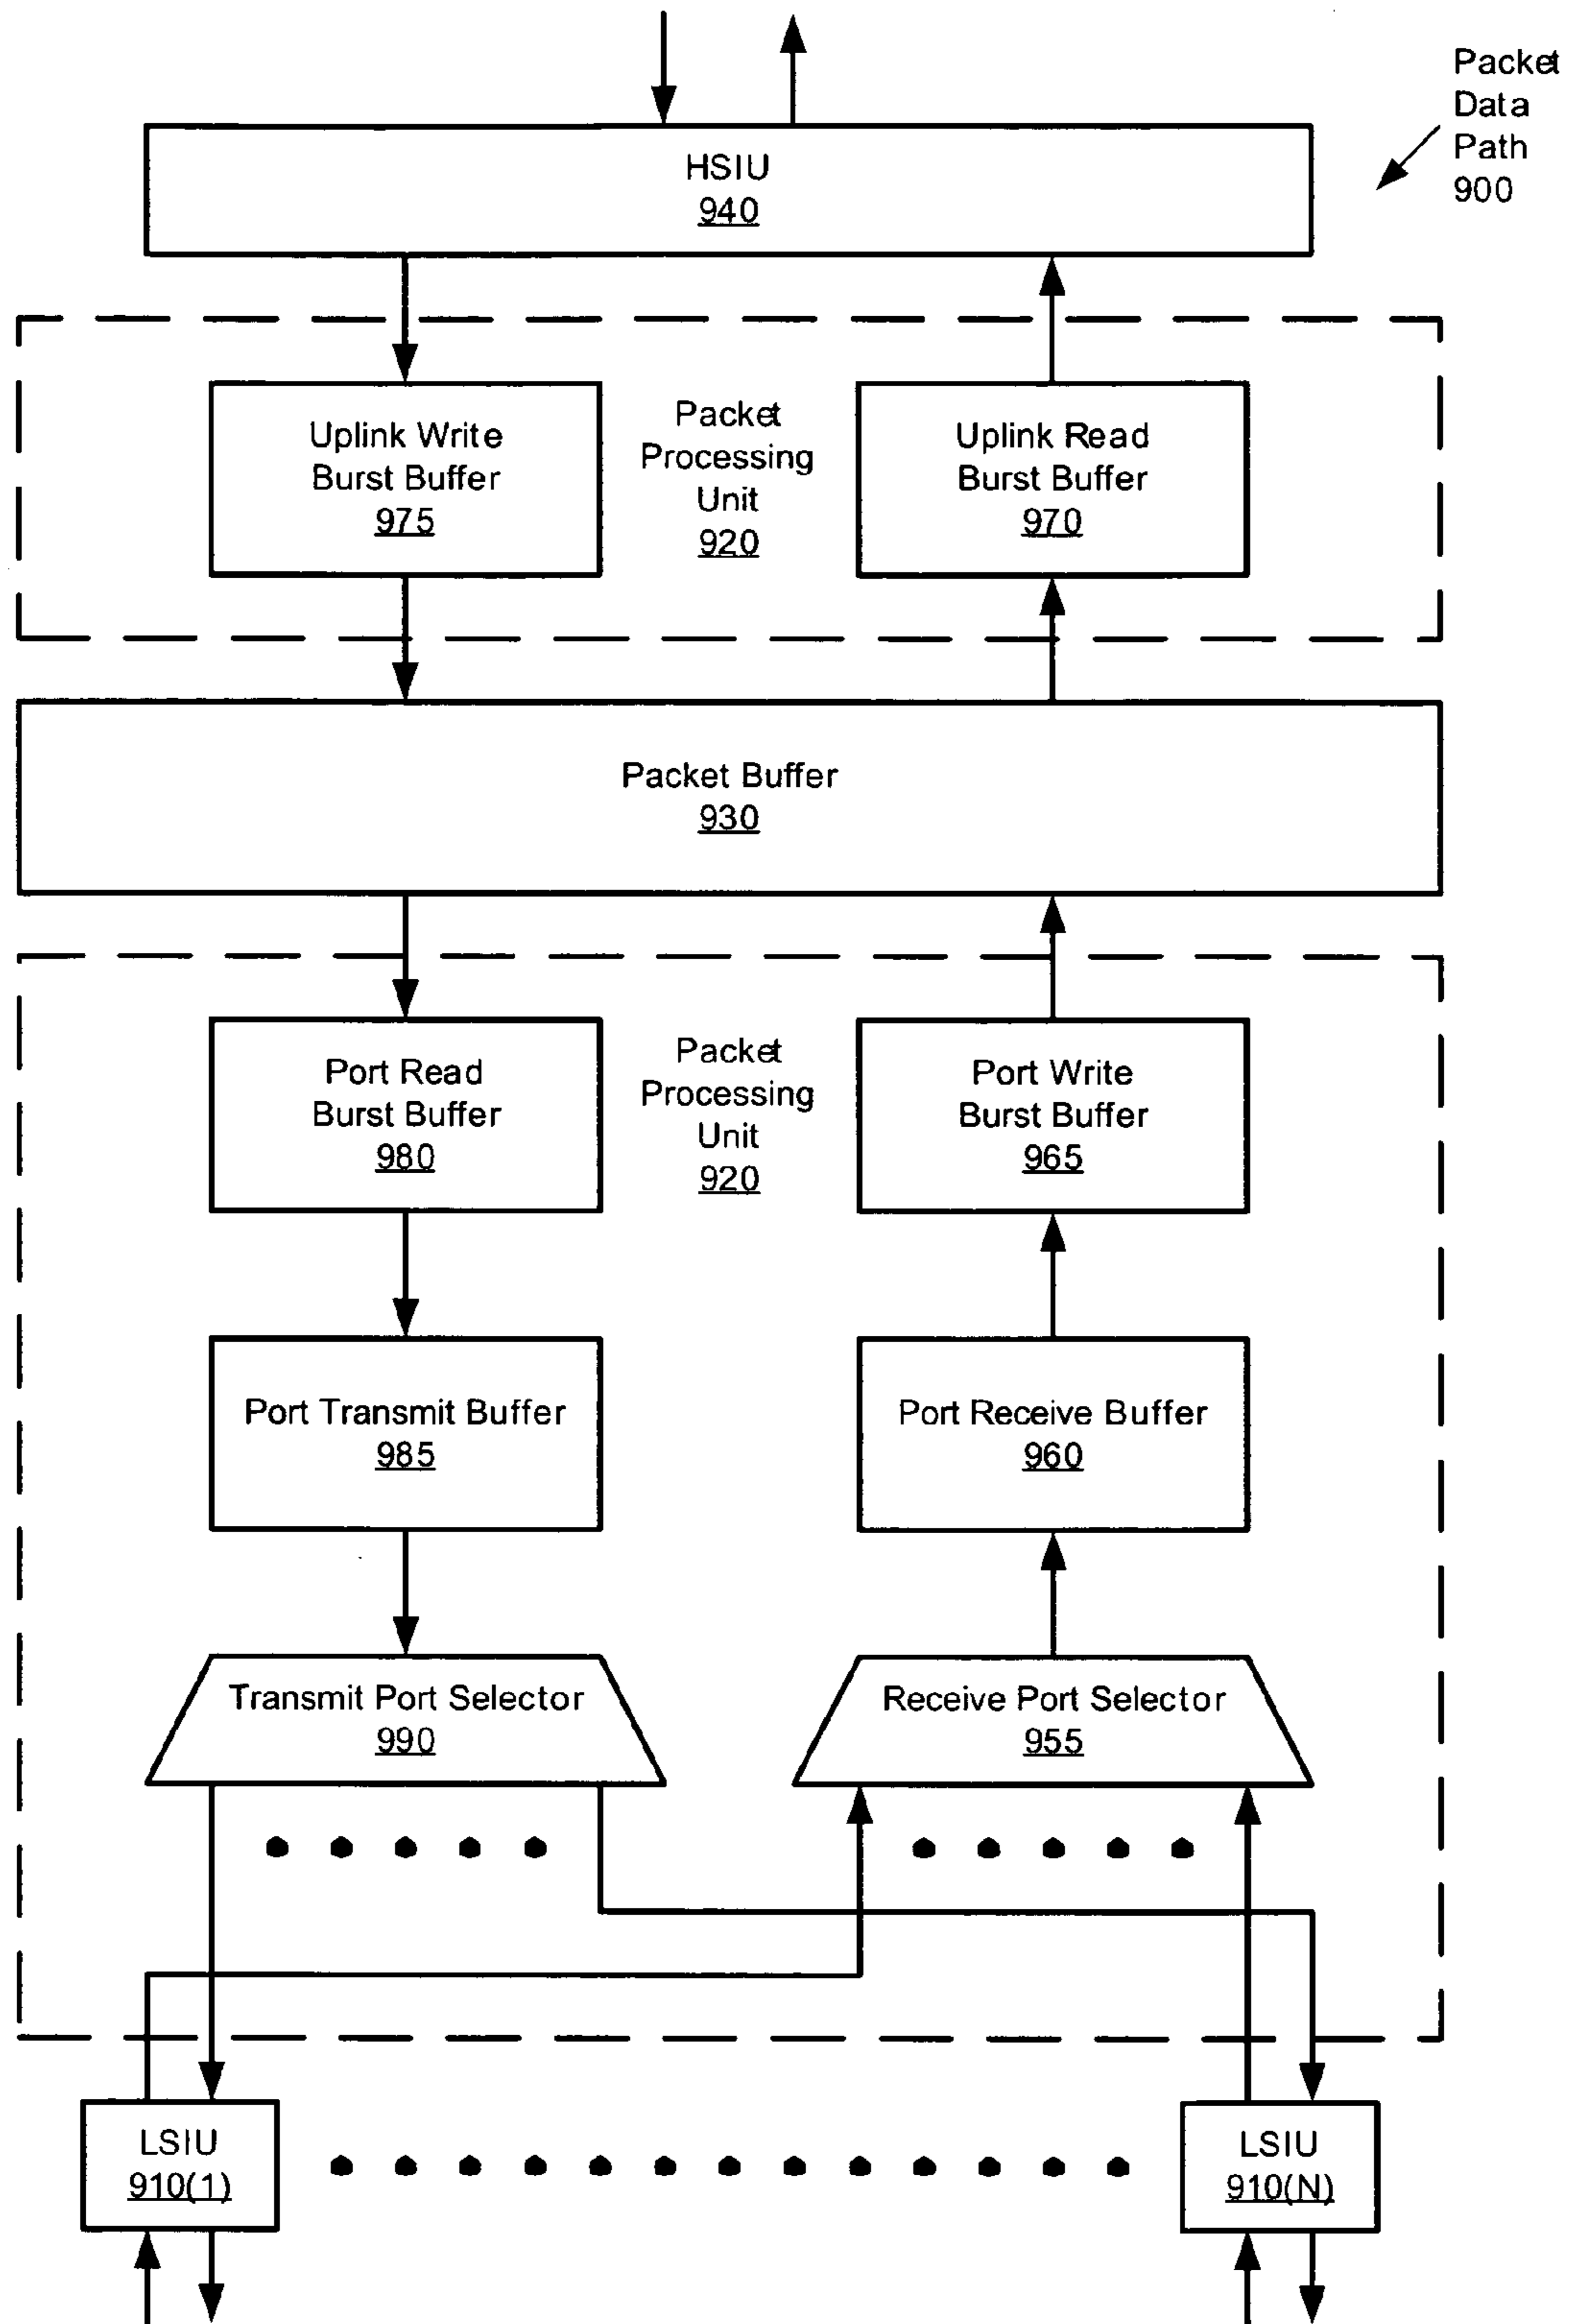 Packet
Data
Path
900
HSIU
940
Uplink Write
Burst Buffer
975
Packet
Processing
Unit
920
Uplink Read
Burst Buffer
970
Packet Buffer
930
Port Read
Burst Buffer
980
Packet
Processing
Unit
920
Port Write
Burst Buffer
965
Port Transmit Buffer
985
Port Receive Buffer
960
Transmit Port Selector
990
Receive Port Selector
955
LSIU
910(1)
LSIU
910(N)